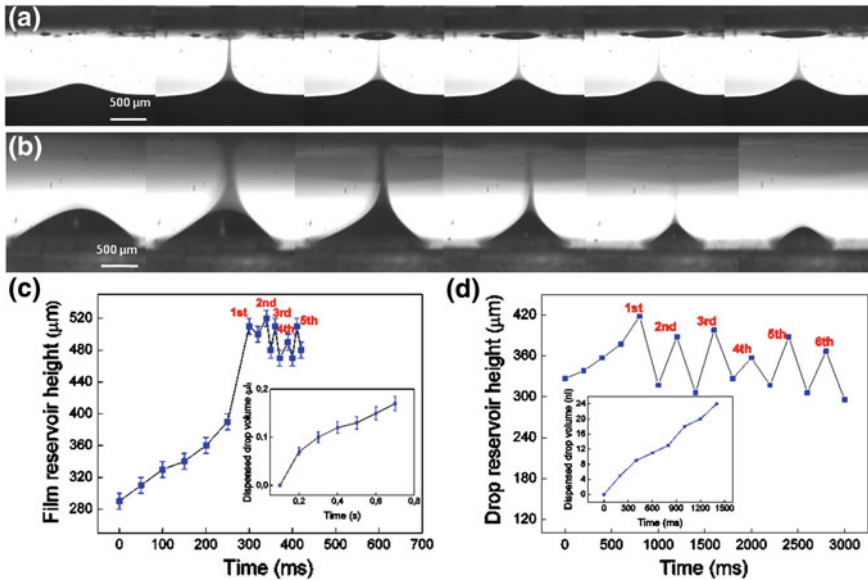 (a)
500 µm
(b)
500 µm
(c)
Film reservoir height (µm)
520
480
440
400
360
320
280
1st
2nd
3rd
4th
5th
0 100 200 300 400 500 600 700
Time (ms)
Dispensed drop volume
0,2
0,1
0,0
0,2 0,4 0,6 0,8
Time (s)
(d)
Drop reservoir height (µm)
420
360
300
240
180
120
1st
2nd
3rd
4th
5th
6th
0 500 1000 1500 2000 2500 3000
Time (ms)
Dispensed drop volume (nl)
24
20
16
12
8
4
0
0 300 600 900 1200 1500
Time (ms)